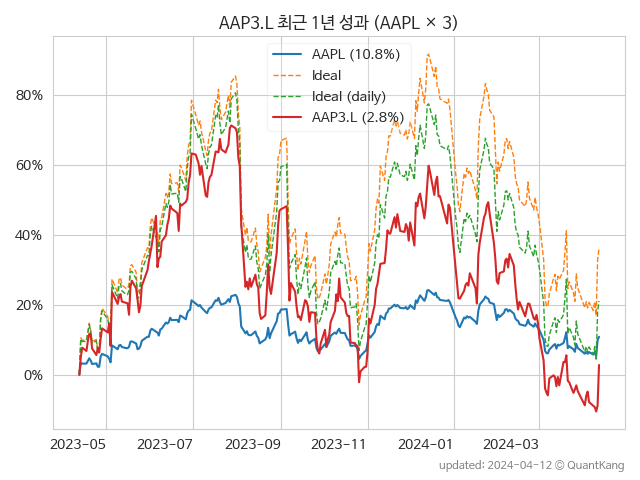 AAP3.L 최근 1년 성과 (AAPL × 3)
AAPL (10.8%)
Ideal
Ideal (daily)
AAP3.L (2.8%)
80%
60%
40%
20%
0%
2023-05 2023-07 2023-09 2023-11 2024-01 2024-03
updated: 2024-04-12 © QuantKang